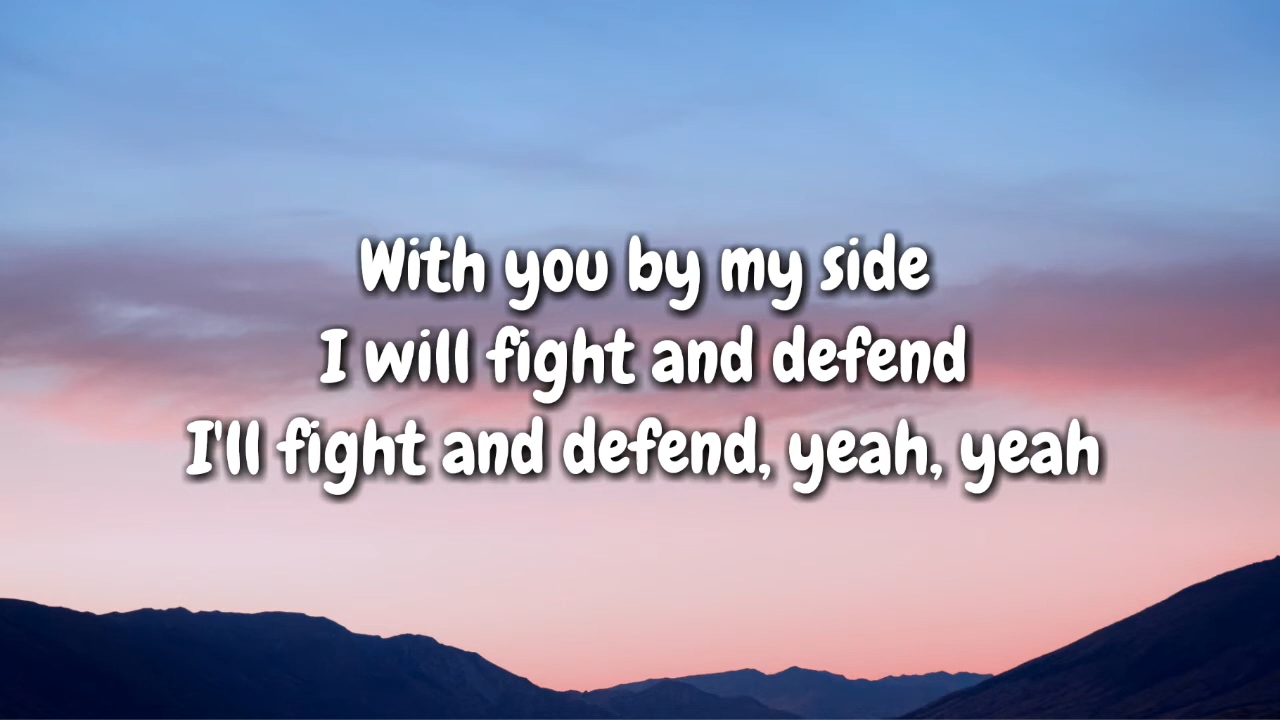 With you by my side
I will fight and defend
I'll fight and defend, yeah, yeah